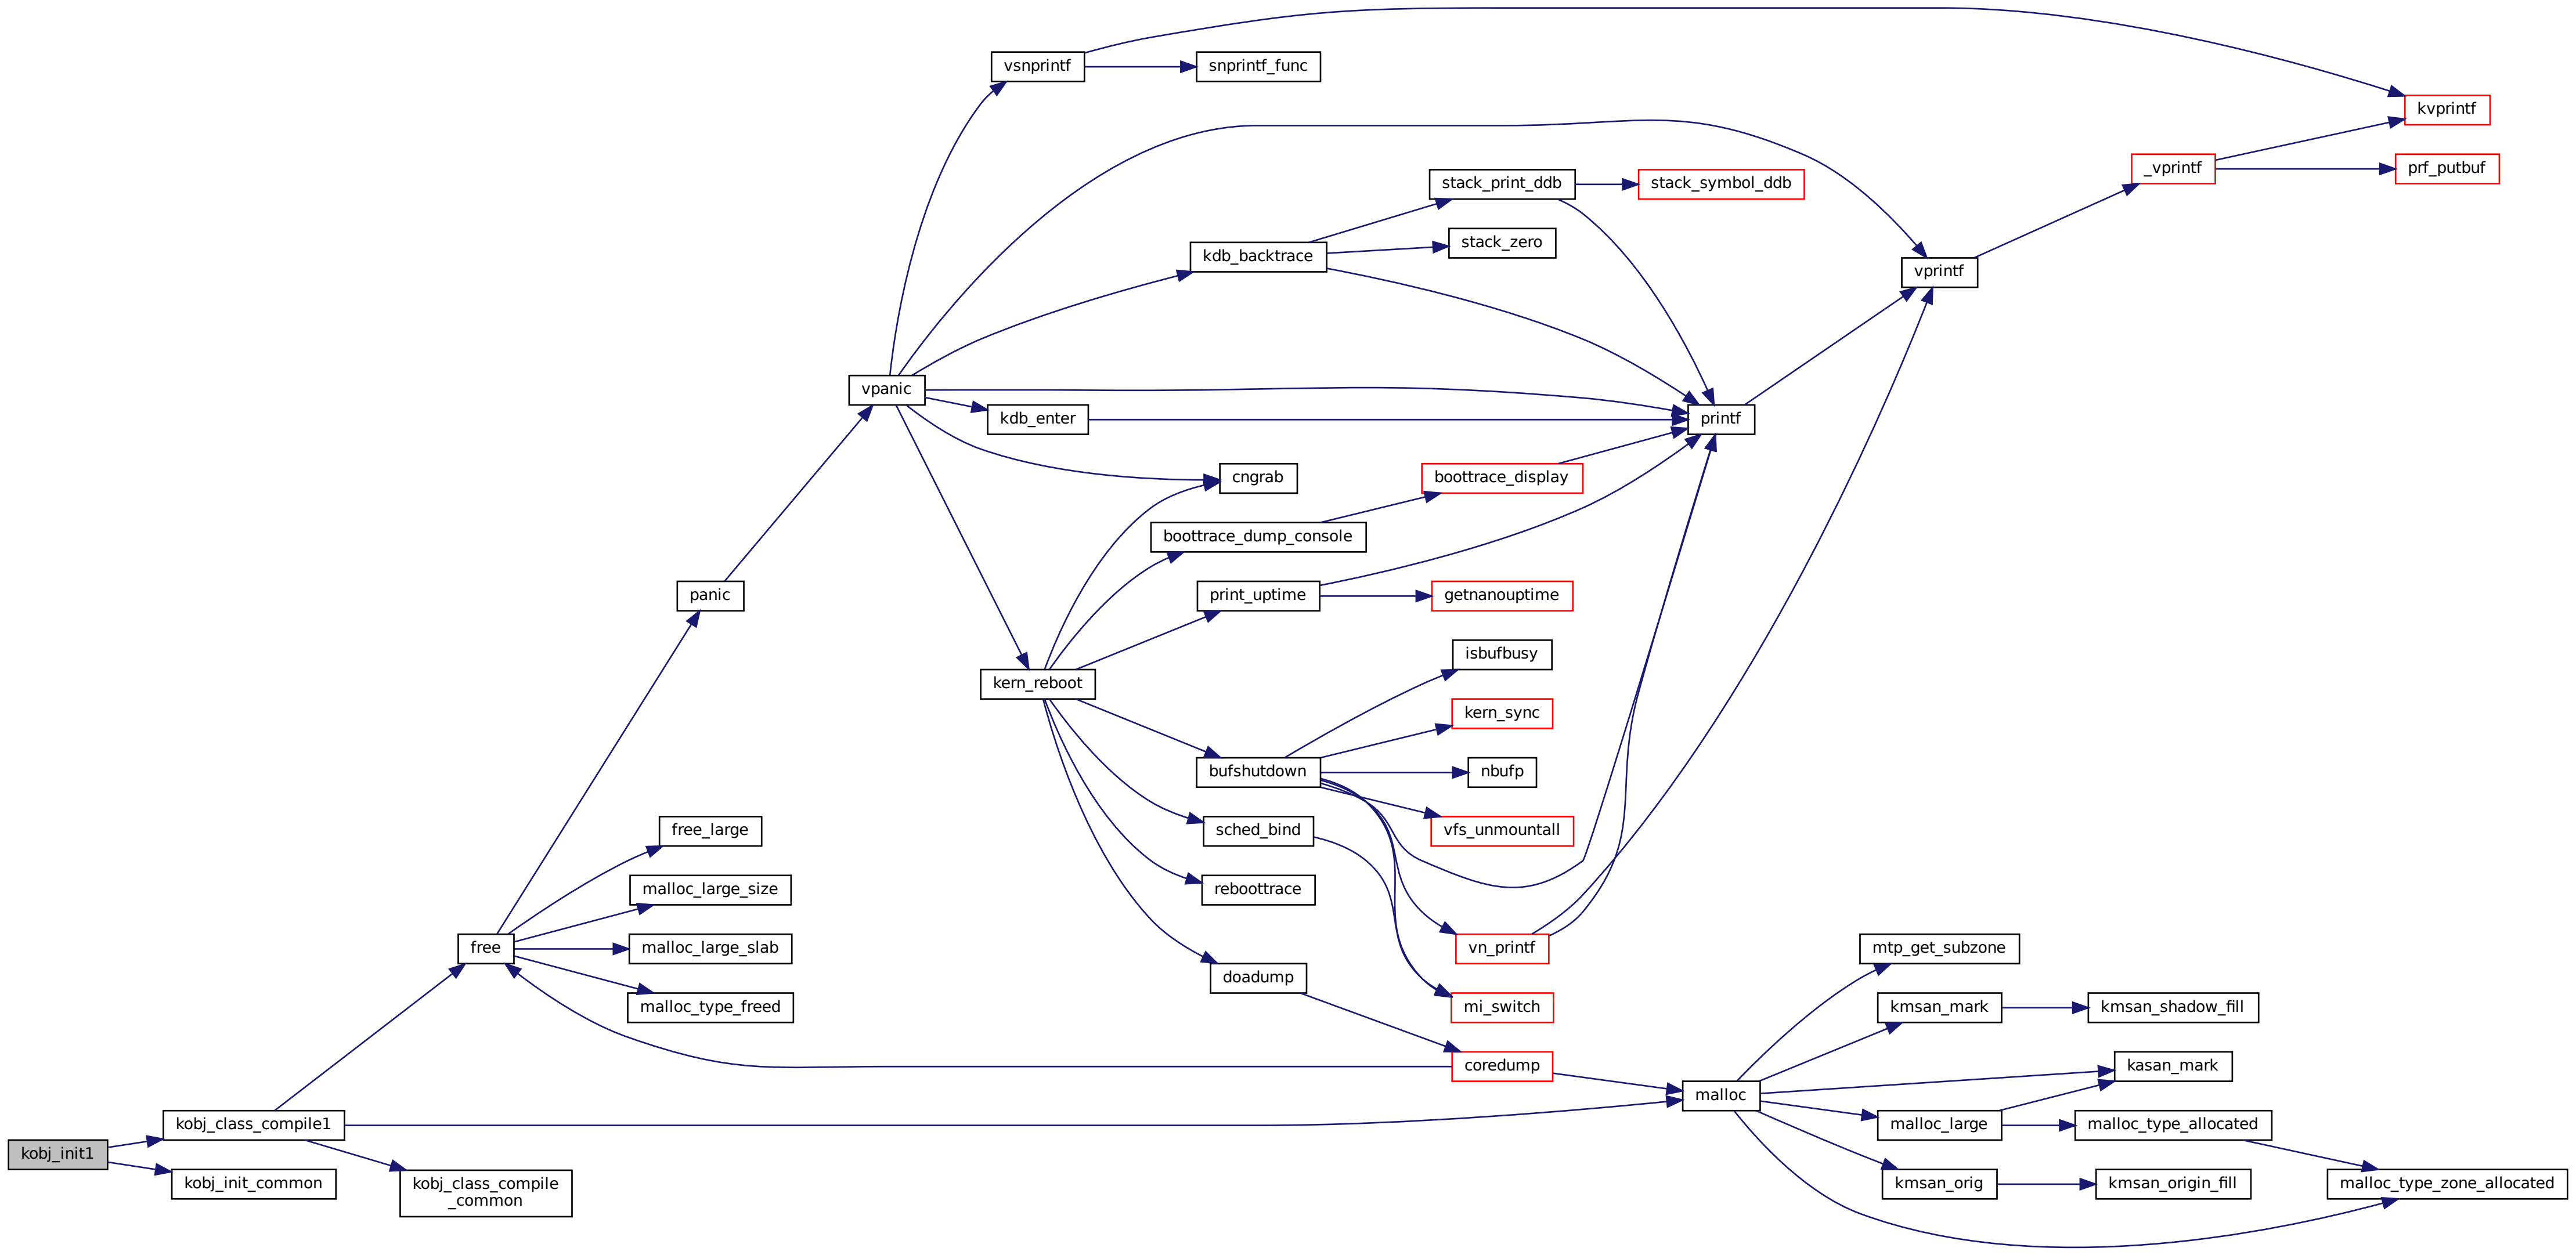 vsnprintf
snprintf_func
kvprintf
_vprintf
prf_putbuf
stack_print_ddb
stack_symbol_ddb
stack_zero
kdb_backtrace
vprintf
vpanic
kdb_enter
printf
cngrab
boottrace_display
boottrace_dump_console
panic
print_uptime
getnanouptime
isbufbusy
kern_reboot
kern_sync
bufshutdown
nbufp
free_large
sched_bind
vfs_unmountall
malloc_large_size
reboottrace
free
malloc_large_slab
vn_printf
mtp_get_subzone
doadump
malloc_type_freed
mi_switch
kmsan_mark
kmsan_shadow_fill
coredump
kasan_mark
malloc
kobj_class_compile1
malloc_large
malloc_type_allocated
kobj_init1
kobj_init_common
kobj_class_compile
_common
kmsan_orig
kmsan_origin_fill
malloc_type_zone_allocated